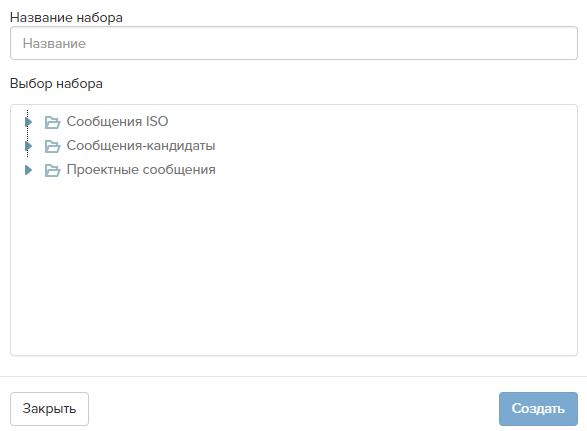 Название набора
Название
Выбор набора
Сообщения ISO
Сообщения-кандидаты
Проектные сообщения
Закрыть
Создать